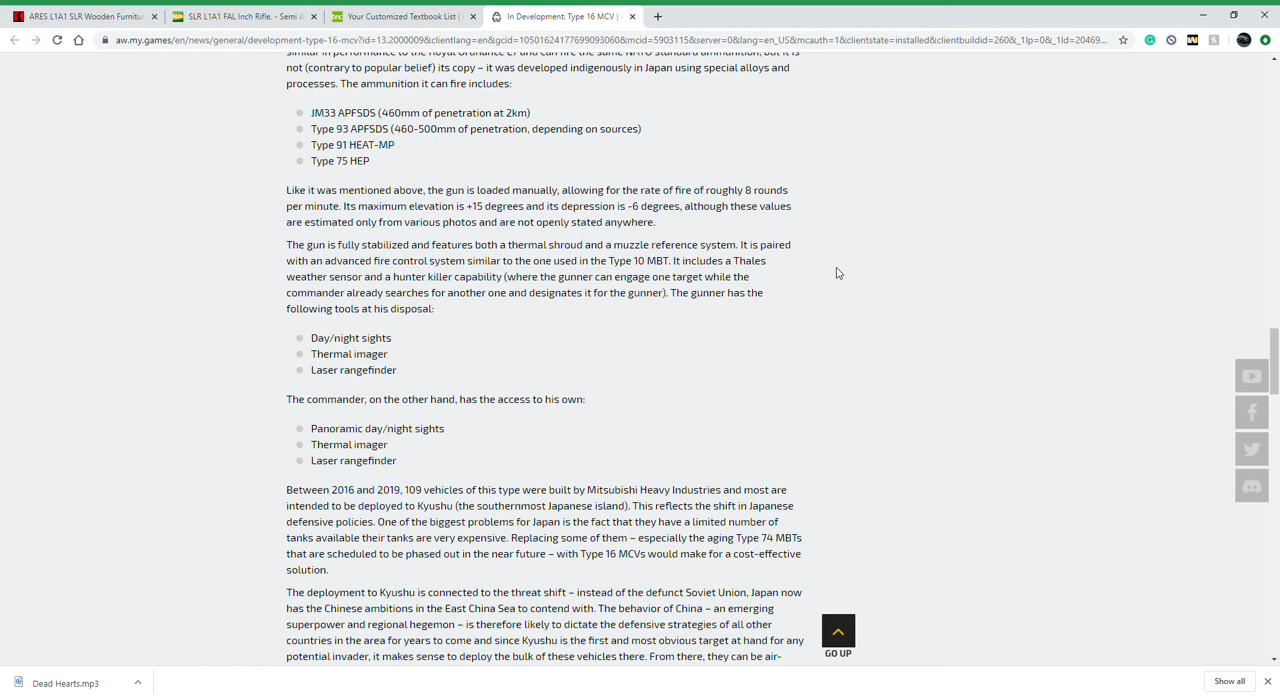 ARES L1A1 SLR Wooden Furnitur
SLR L1A1 FAL Inch Rifle. - Semi A
Your Customized Textbook List |
In Development: Type 16 MCV |
aw.my.games/en/news/general/development-type-16-mcv?id=13.2000009&clientlang=en&gcid=10501624177699093060&mcid=5903115&server=0&lang=en_US&mcauth=1&clientstate=installed&clientbuildid=260&_1lp=0&_1ld=20469...
similar in performance to the Royal Ordnance L7 and can fire the same NATO standard ammunition, but it is
not (contrary to popular belief) its copy – it was developed indigenously in Japan using special alloys and
processes. The ammunition it can fire includes:
JM33 APFSDS (460mm of penetration at 2km)
Type 93 APFSDS (460-500mm of penetration, depending on sources)
Type 91 HEAT-MP
Type 75 HEP
Like it was mentioned above, the gun is loaded manually, allowing for the rate of fire of roughly 8 rounds
per minute. Its maximum elevation is +15 degrees and its depression is -6 degrees, although these values
are estimated only from various photos and are not openly stated anywhere.
The gun is fully stabilized and features both a thermal shroud and a muzzle reference system. It is paired
with an advanced fire control system similar to the one used in the Type 10 MBT. It includes a Thales
weather sensor and a hunter killer capability (where the gunner can engage one target while the
commander already searches for another one and designates it for the gunner). The gunner has the
following tools at his disposal:
Day/night sights
Thermal imager
Laser rangefinder
The commander, on the other hand, has the access to his own:
Panoramic day/night sights
Thermal imager
Laser rangefinder
Between 2016 and 2019, 109 vehicles of this type were built by Mitsubishi Heavy Industries and most are
intended to be deployed to Kyushu (the southernmost Japanese island). This reflects the shift in Japanese
defensive policies. One of the biggest problems for Japan is the fact that they have a limited number of
tanks available their tanks are very expensive. Replacing some of them – especially the aging Type 74 MBTs
that are scheduled to be phased out in the near future – with Type 16 MCVs would make for a cost-effective
solution.
The deployment to Kyushu is connected to the threat shift – instead of the defunct Soviet Union, Japan now
has the Chinese ambitions in the East China Sea to contend with. The behavior of China – an emerging
superpower and regional hegemon – is therefore likely to dictate the defensive strategies of all other
countries in the area for years to come and since Kyushu is the first and most obvious target at hand for any
potential invader, it makes sense to deploy the bulk of these vehicles there. From there, they can be air-
GO UP
Dead Hearts.mp3
Show all